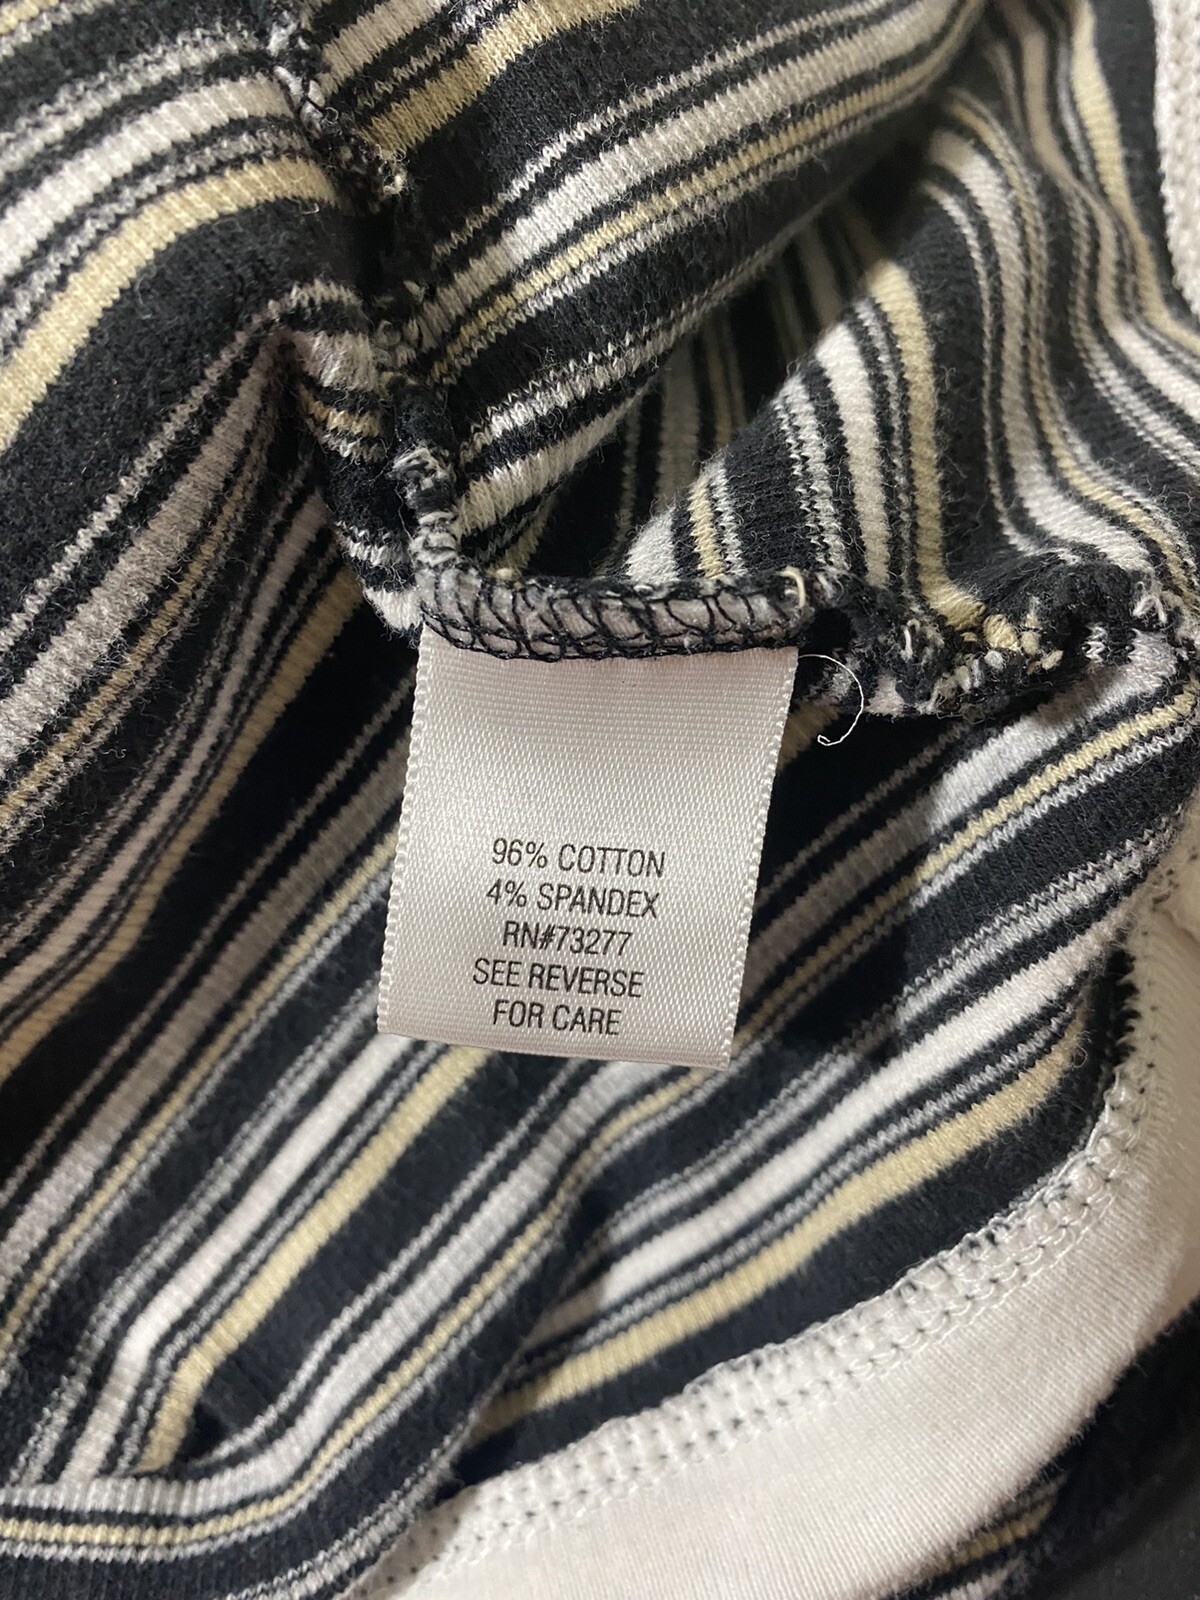 96% COTTON
4% SPANDEX
RN#73277
SEE REVERSE
FOR CARE